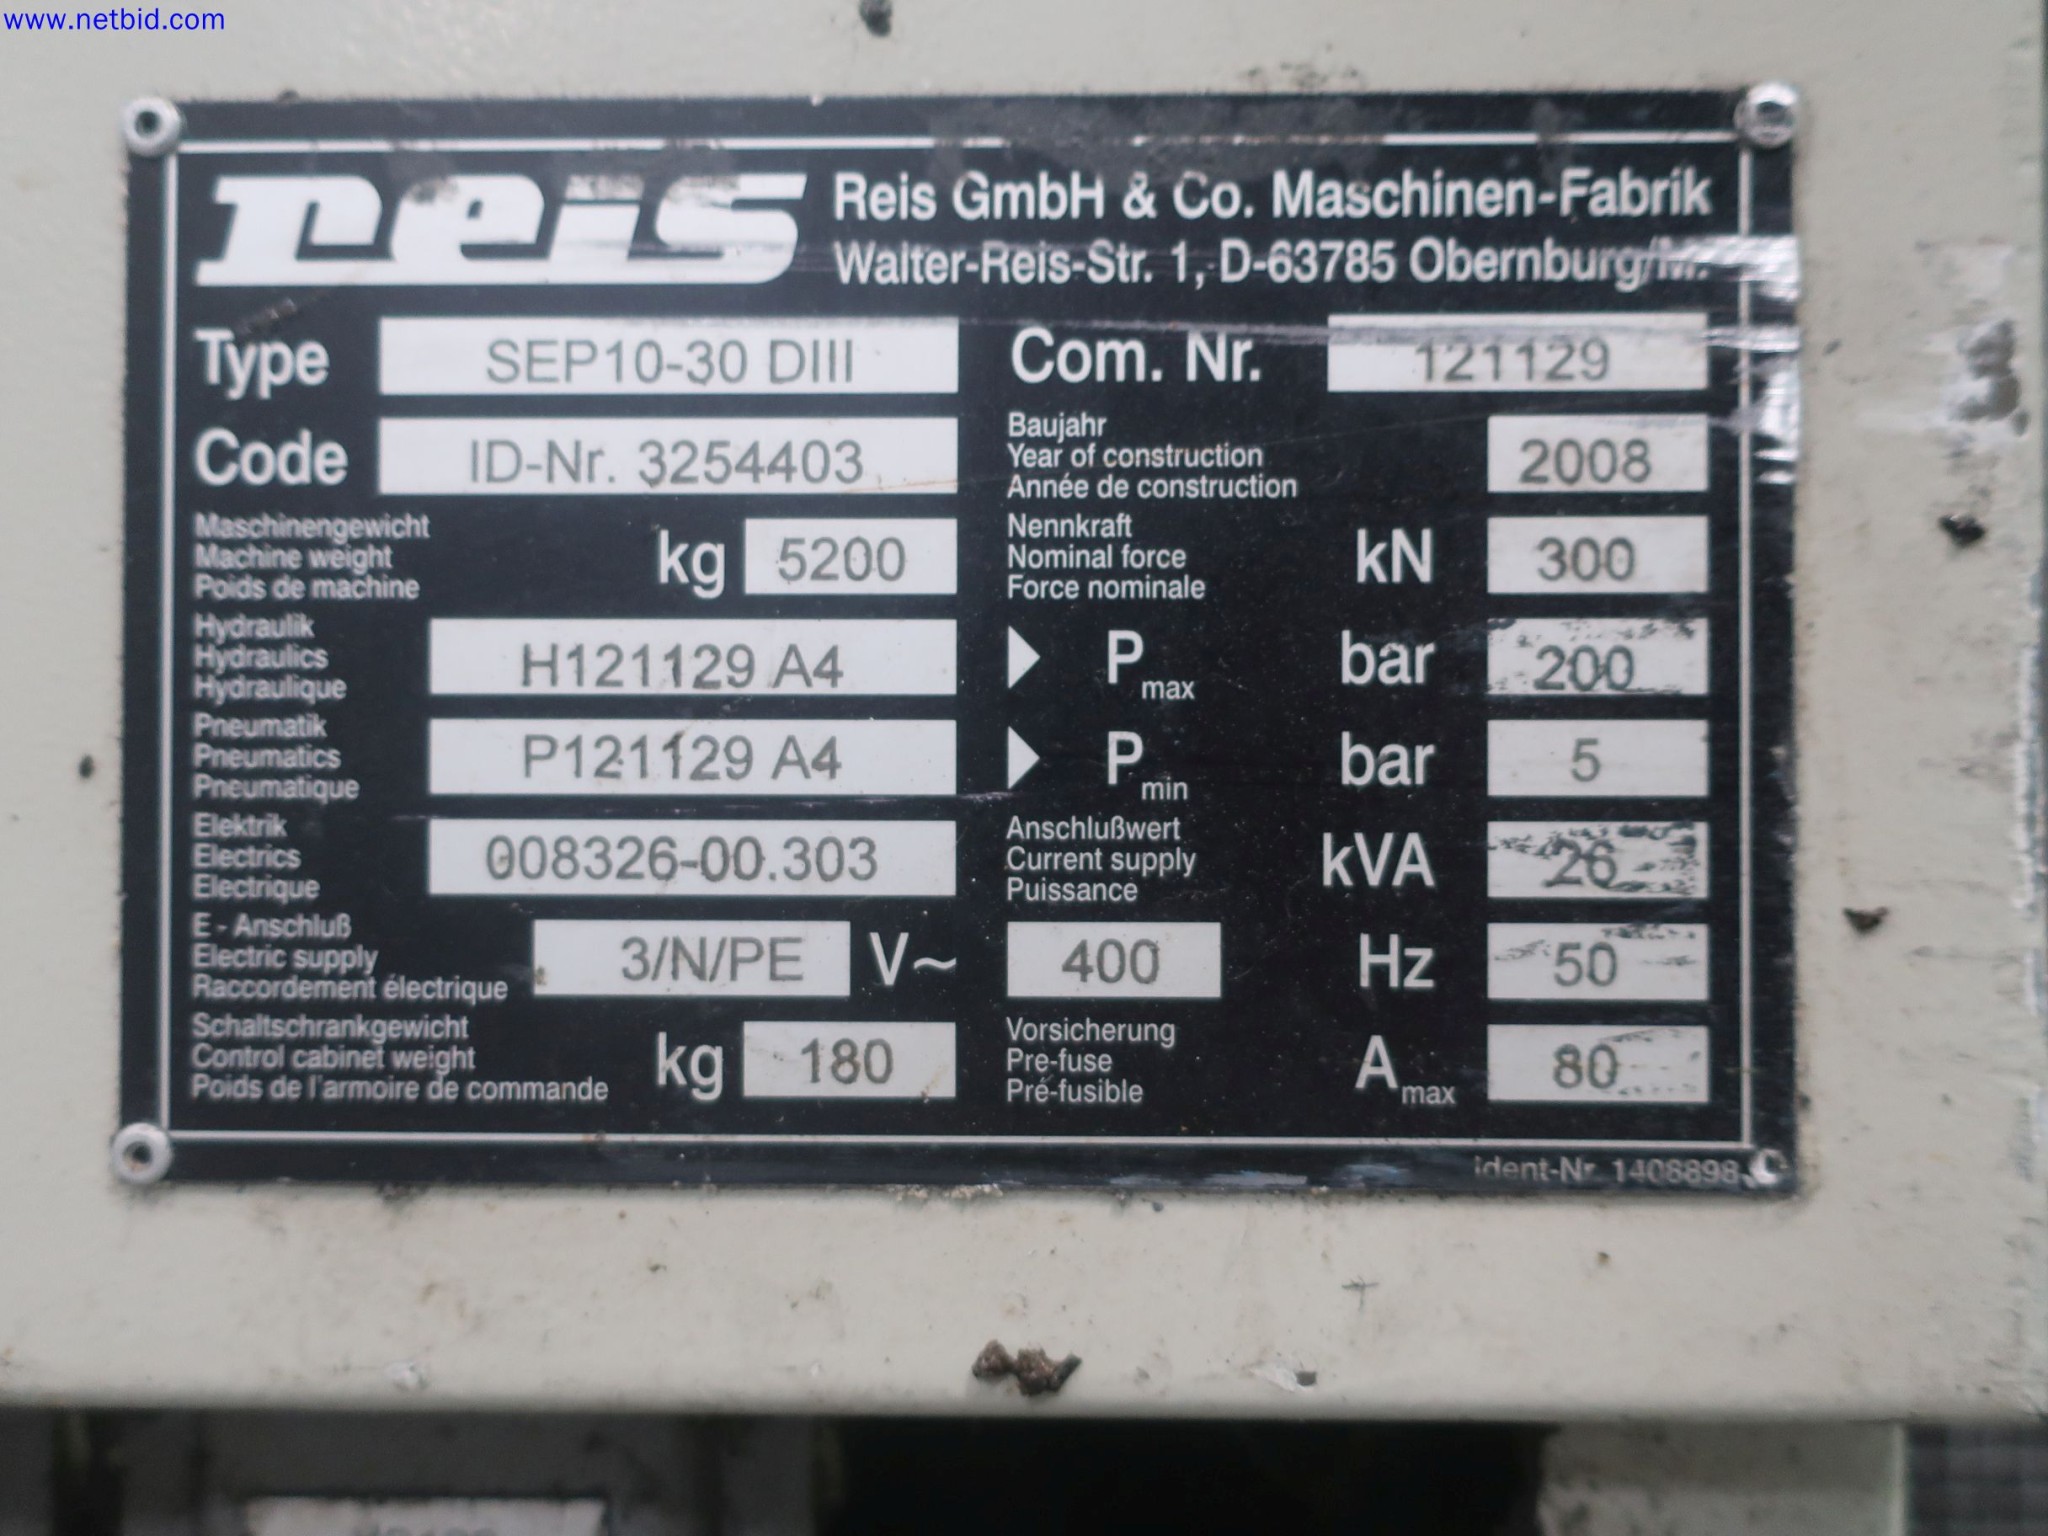 www.netbid.com
reis
Reis GmbH & Co. Maschinen-Fabrik
Walter-Reis-Str. 1, D-63785 Obernburg/M.
Type SEP10-30 DIII
Com. Nr. 121129
Code ID-Nr. 3254403
Baujahr
Year of construction 2008
Année de construction
Maschinengewicht
Machine weight kg 5200
Poids de machine
Nennkraft
Nominal force kN 300
Force nominale
Hydraulik
Hydraulics H121129 A4
Hydraulique
P max bar 200
Pneumatik
Pneumatics P121129 A4
Pneumatique
P min bar 5
Elektrik
Electrics 008326-00.303
Electrique
Anschlußwert
Current supply kVA 26
Puissance
E - Anschluß
Electric supply 3/N/PE V~ 400 Hz 50
Raccordement électrique
Schaltschrankgewicht
Control cabinet weight kg 180
Poids de l'armoire de commande
Vorsicherung
Pre-fuse A max 80
Pré-fusible
Ident-Nr. 1408898